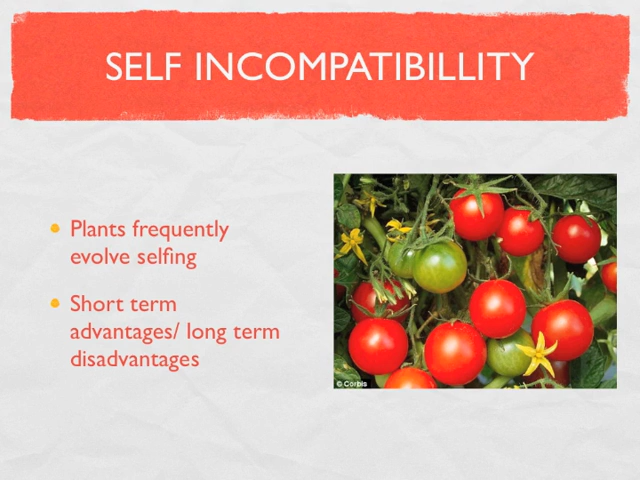 SELF INCOMPATIBILLITY
• Plants frequently
evolve selfing
• Short term
advantages/ long term
disadvantages
© Corbis